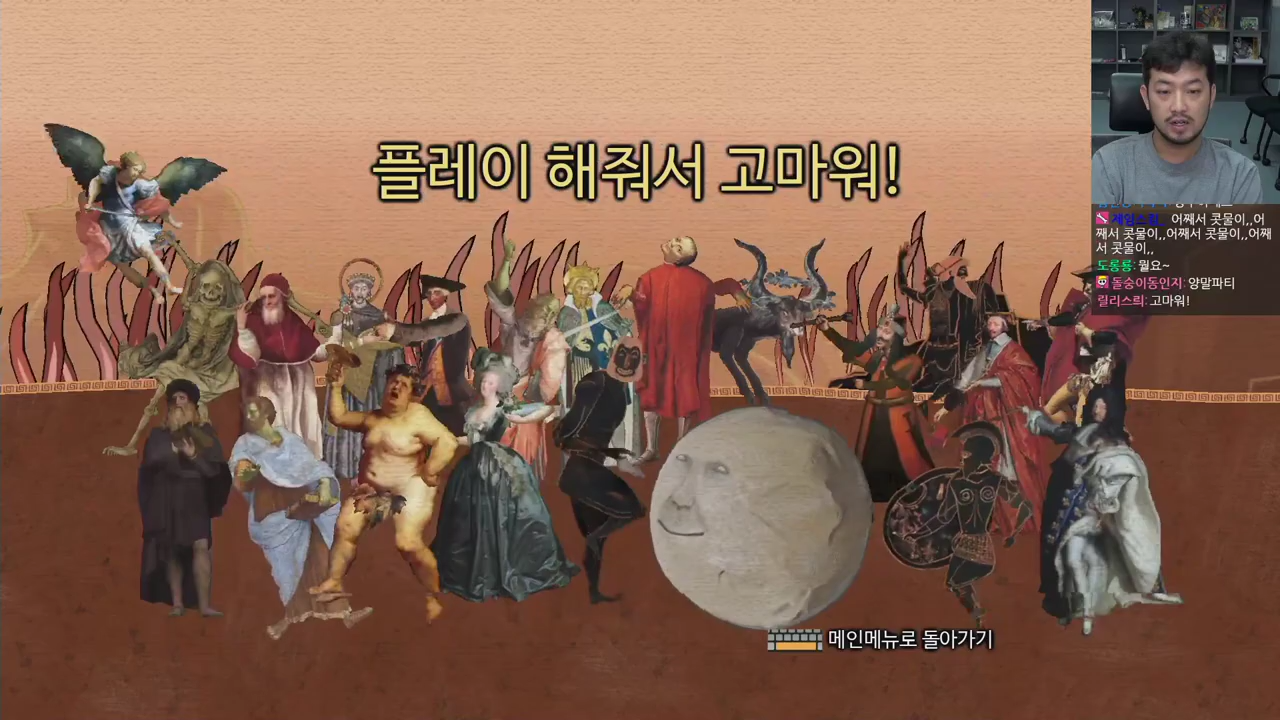 플레이 해줘서 고마워!
어째서 콧물이,,어
째서 콧물이,,어째서 콧물이,,어째
서 콧물이,,
도롱룡: 뭘요~
돌숭이동인지: 양말파티
릴리스릭: 고마워!
메인메뉴로 돌아가기